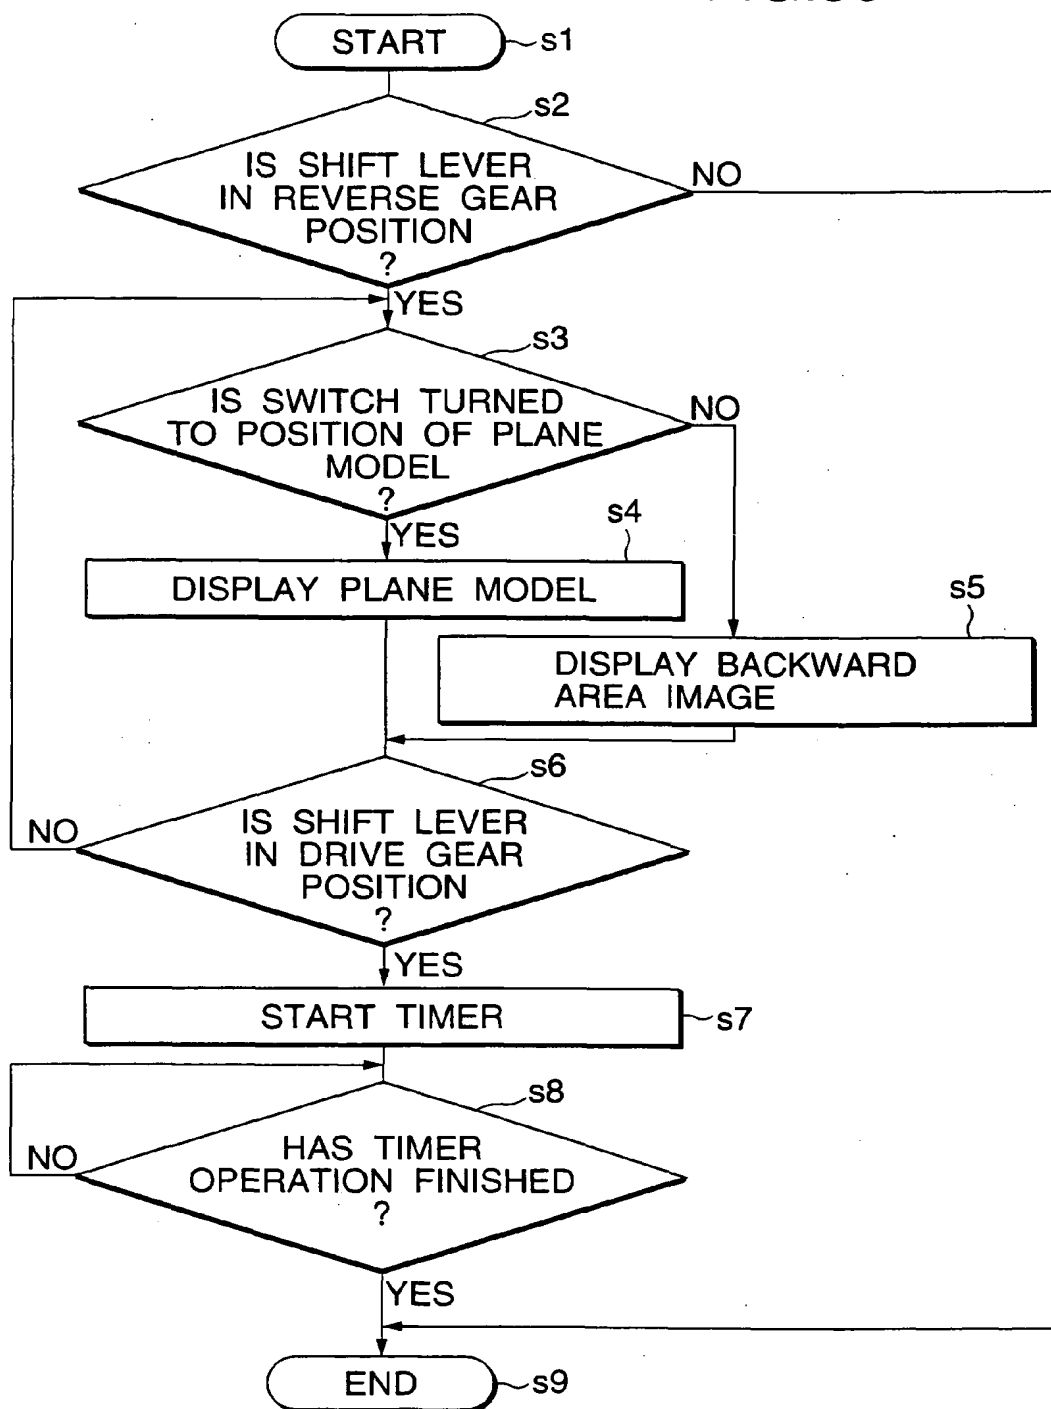 START
s1
s2
IS SHIFT LEVER
IN REVERSE GEAR
POSITION
?
NO
YES
s3
IS SWITCH TURNED
TO POSITION OF PLANE
MODEL
?
NO
YES
s4
DISPLAY PLANE MODEL
s5
DISPLAY BACKWARD
AREA IMAGE
s6
IS SHIFT LEVER
IN DRIVE GEAR
POSITION
?
NO
YES
START TIMER
s7
s8
HAS TIMER
OPERATION FINISHED
?
NO
YES
END
s9